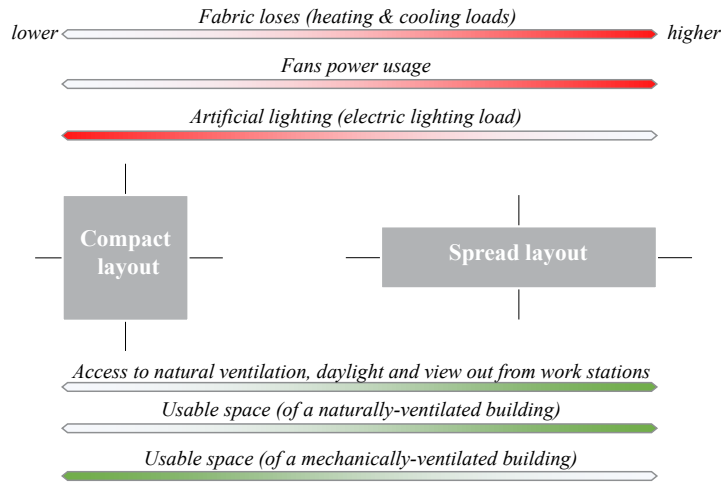 Fabric loses (heating & cooling loads)
lower
higher
Fans power usage
Artificial lighting (electric lighting load)
Compact
layout
Spread layout
Access to natural ventilation, daylight and view out from work stations
Usable space (of a naturally-ventilated building)
Usable space (of a mechanically-ventilated building)